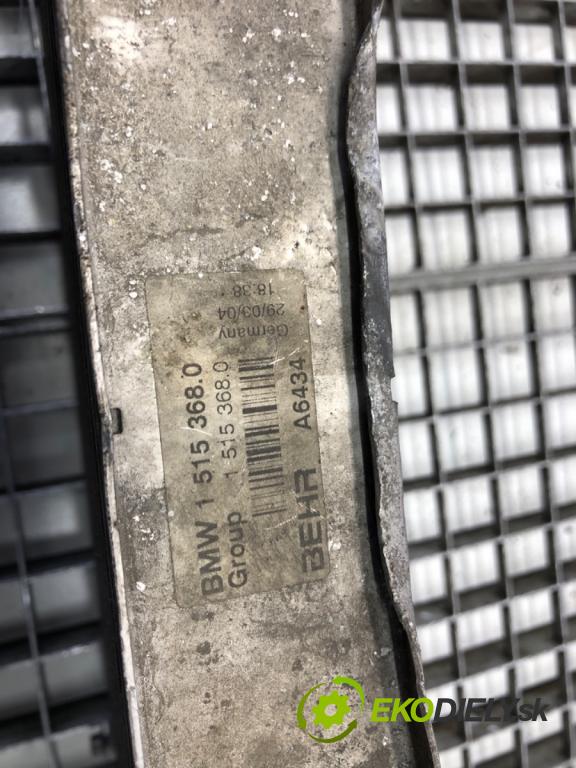 BMW 1 515 368.0
Group 1 515 368.0
BEHR A6434
Germany
29/03/04
18:38
EKODIELY.sk